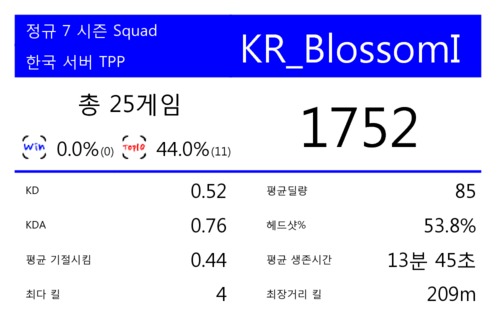 정규 7 시즌 Squad
한국 서버 TPP
KR_BlossomI
총 25게임
Win 0.0%(0) Top10 44.0%(11)
1752
KD 0.52
평균딜량 85
KDA 0.76
헤드샷% 53.8%
평균 기절시킴 0.44
평균 생존시간 13분 45초
최다 킬 4
최장거리 킬 209m